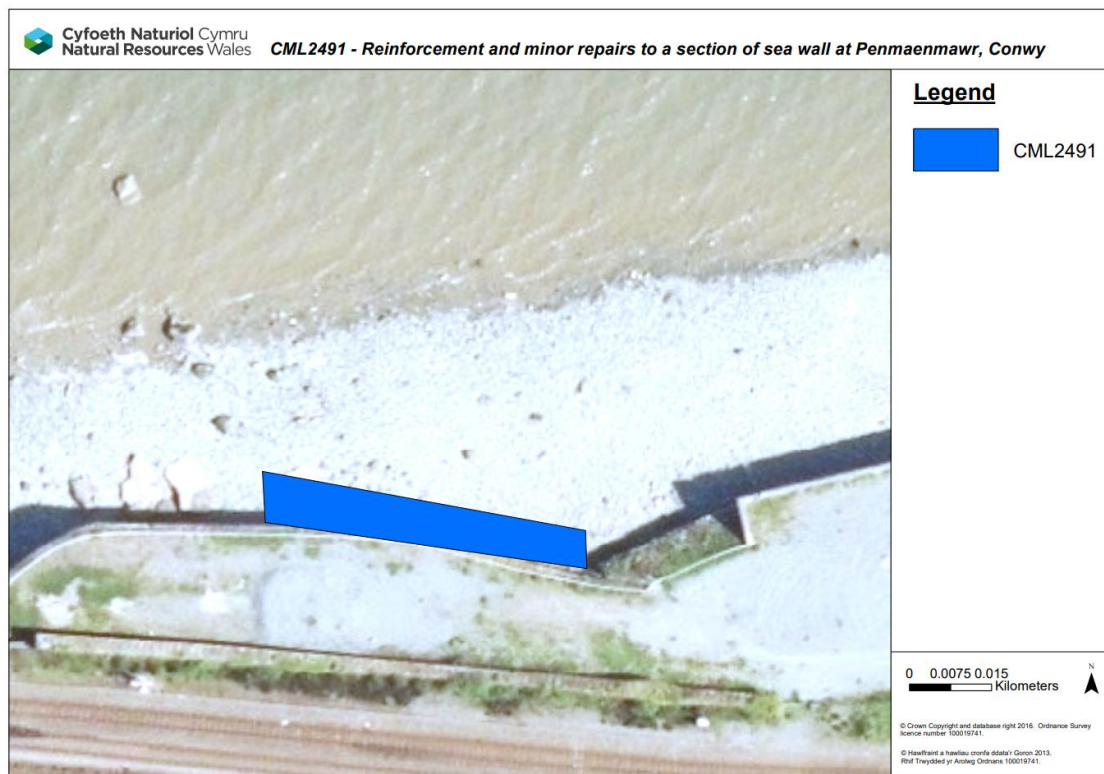 Cyfoeth Naturiol Cymru
Natural Resources Wales
CML2491 - Reinforcement and minor repairs to a section of sea wall at Penmaenmawr, Conwy
Legend
CML2491
0 0.0075 0.015
Kilometers
N
© Crown Copyright and database right 2016. Ordnance Survey
licence number 100019741.
© Hawlfraint a hawliau cronfa ddata'r Goron 2013.
Rhif Trwydded yr Arolwg Ordnans 100019741.